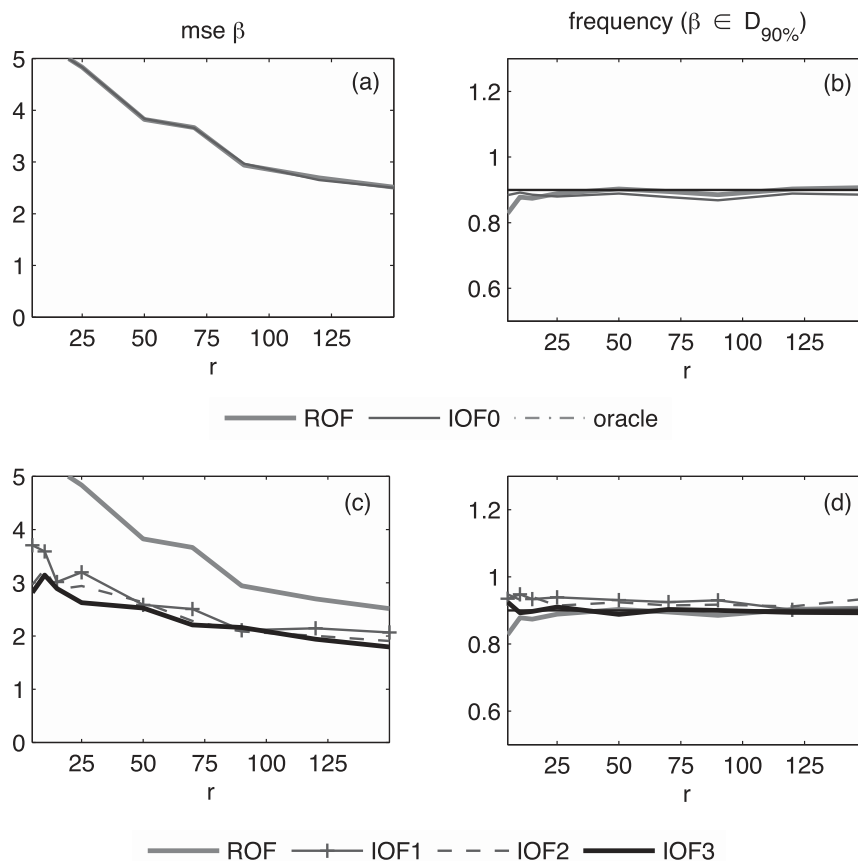 mse β
frequency (β ∈ D90%)
5
4
3
2
1
0
25 50 75 100 125
r
(a)
1.2
1
0.8
0.6
25 50 75 100 125
r
(b)
ROF IOF0 oracle
5
4
3
2
1
0
25 50 75 100 125
r
(c)
1.2
1
0.8
0.6
25 50 75 100 125
r
(d)
ROF IOF1 IOF2 IOF3